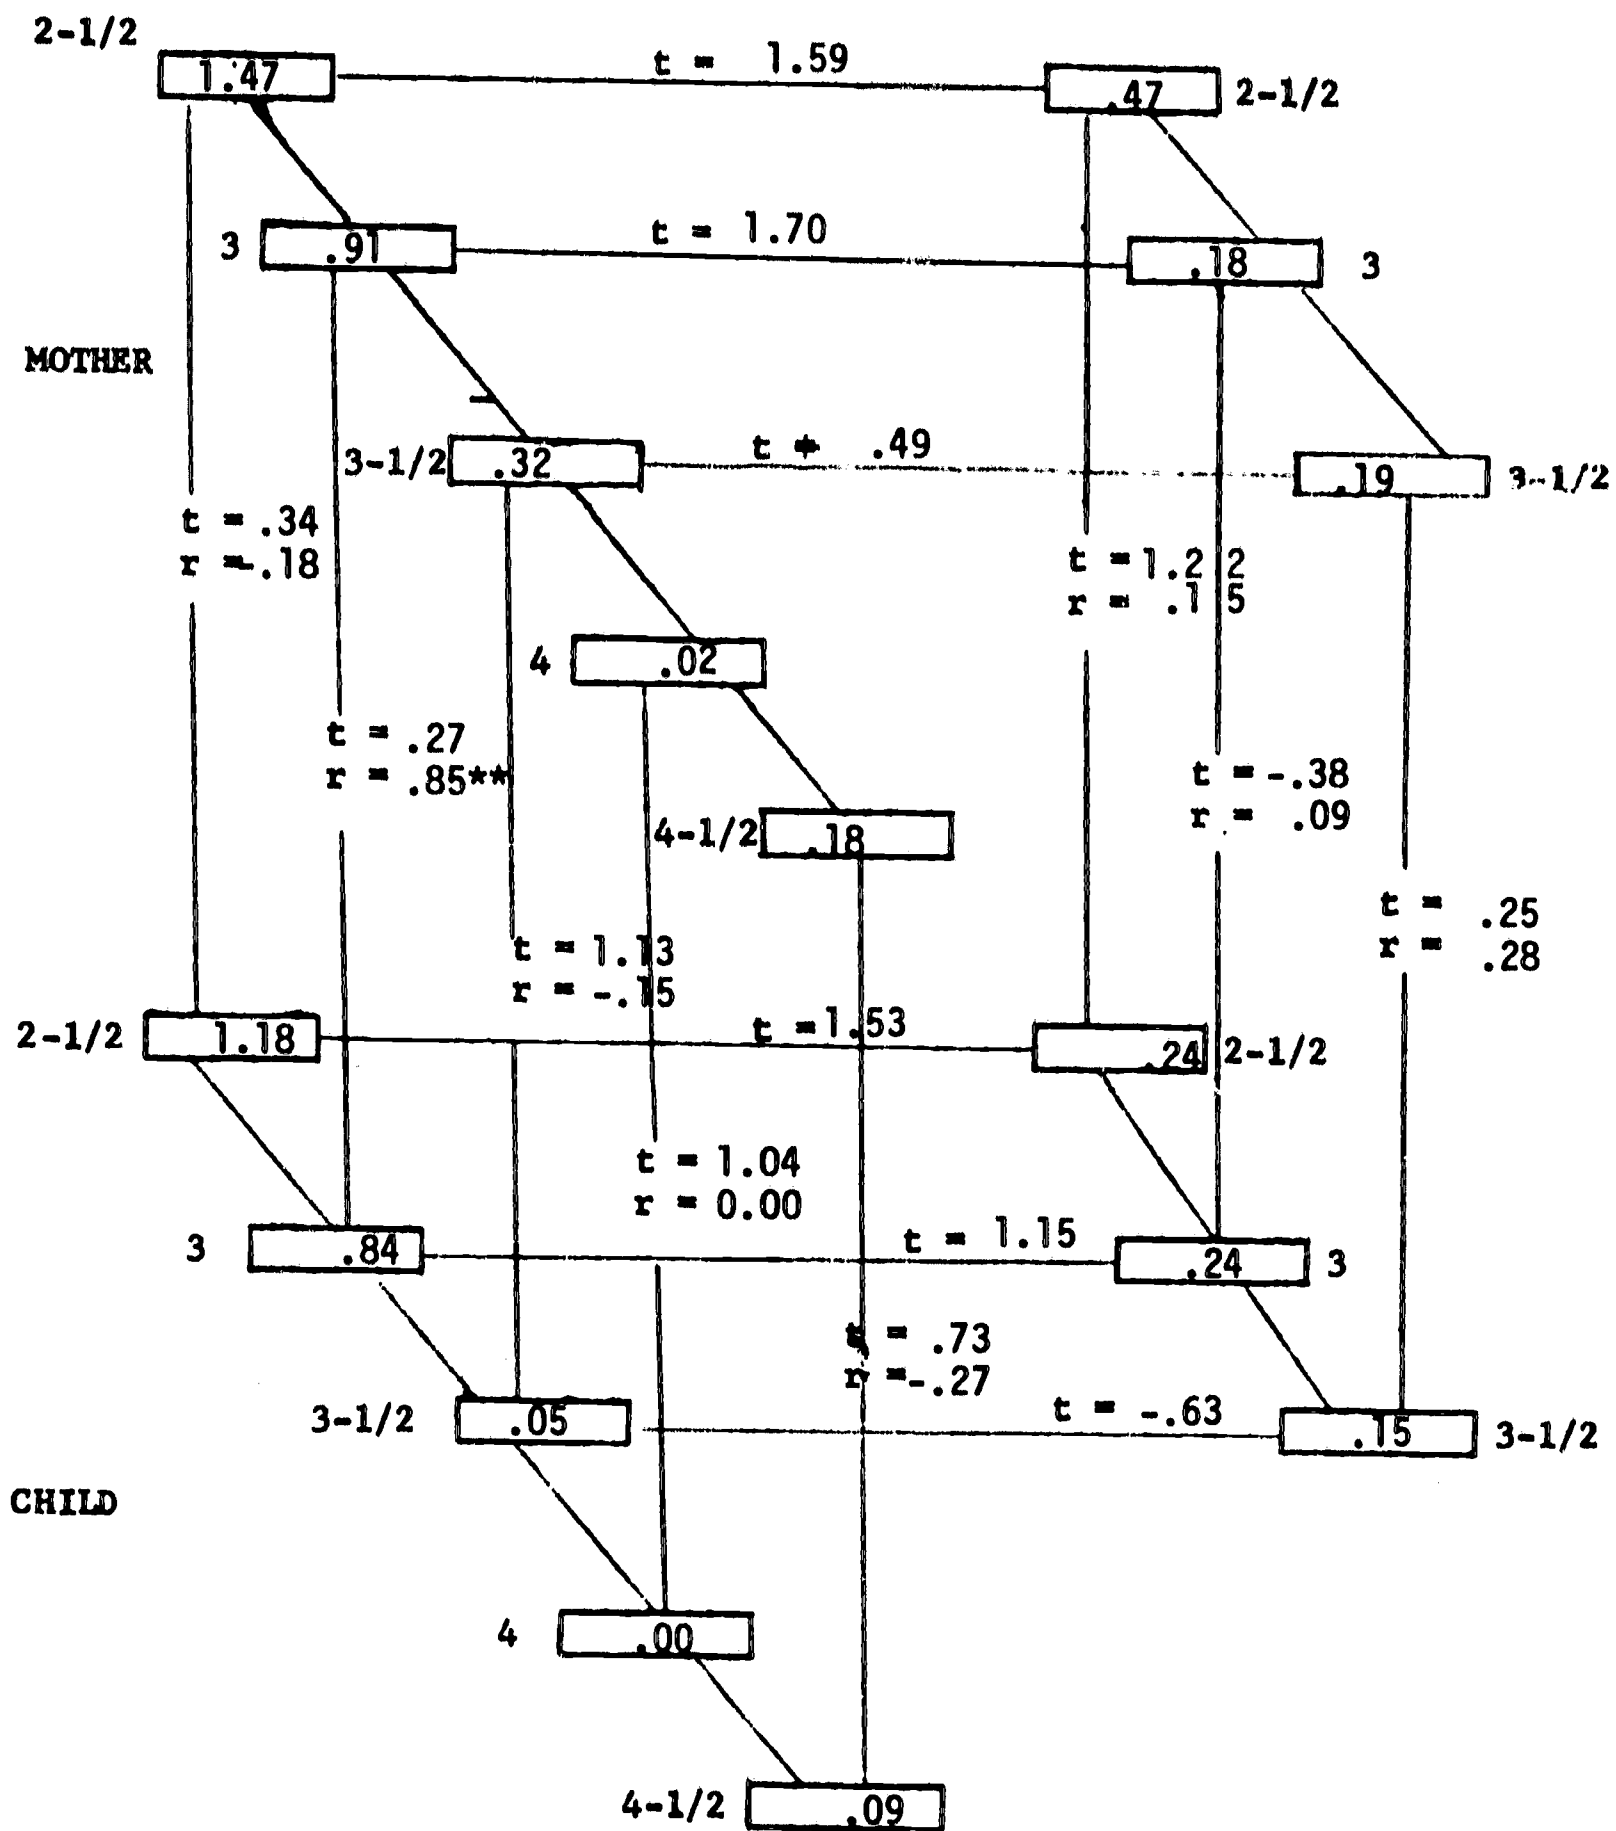 2-1/2
1.47
t = 1.59
.47
2-1/2
3
.91
t = 1.70
.18
3
MOTHER
3-1/2
.32
t = .49
.19
3-1/2
t = .34
r =-.18
t =1.22
r = .15
4
.02
t = .27
r = .85**
t =-.38
r = .09
4-1/2
.18
t = .25
r = .28
t = 1.13
r = -.15
2-1/2
1.18
t =1.53
.24
2-1/2
t = 1.04
r = 0.00
3
.84
t = 1.15
.24
3
t = .73
r =-.27
3-1/2
.05
t = -.63
.15
3-1/2
CHILD
4
.00
4-1/2
.09